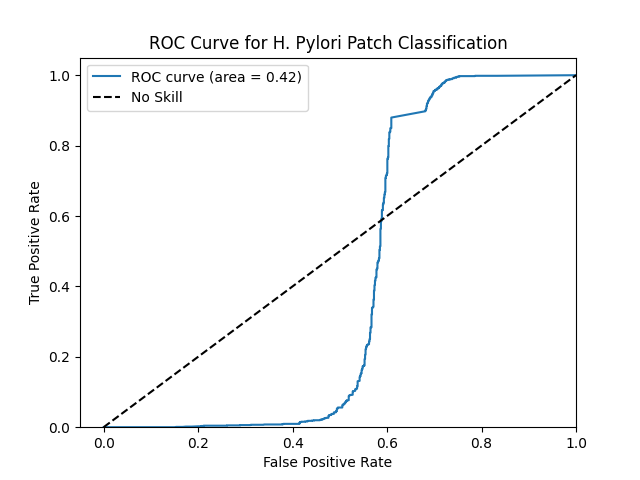 ROC Curve for H. Pylori Patch Classification
ROC curve (area = 0.42)
No Skill
True Positive Rate
1.0
0.8
0.6
0.4
0.2
0.0
0.0 0.2 0.4 0.6 0.8 1.0
False Positive Rate